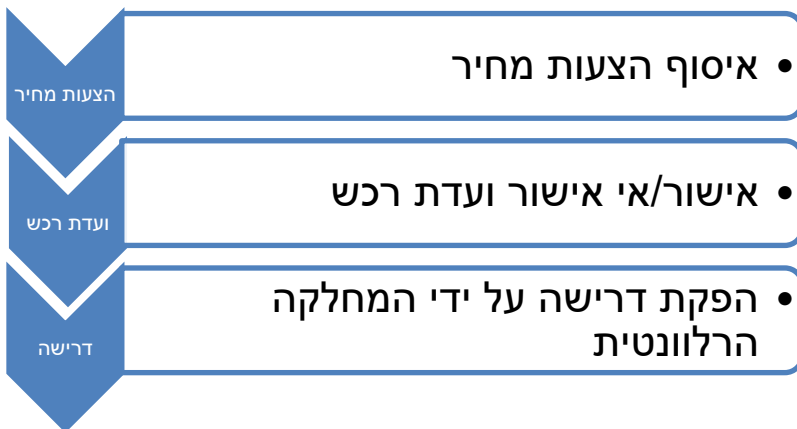 הצעות מחיר
• איסוף הצעות מחיר
ועדת רכש
• אישור/אי אישור ועדת רכש
דרישה
• הפקת דרישה על ידי המחלקה
הרלוונטית